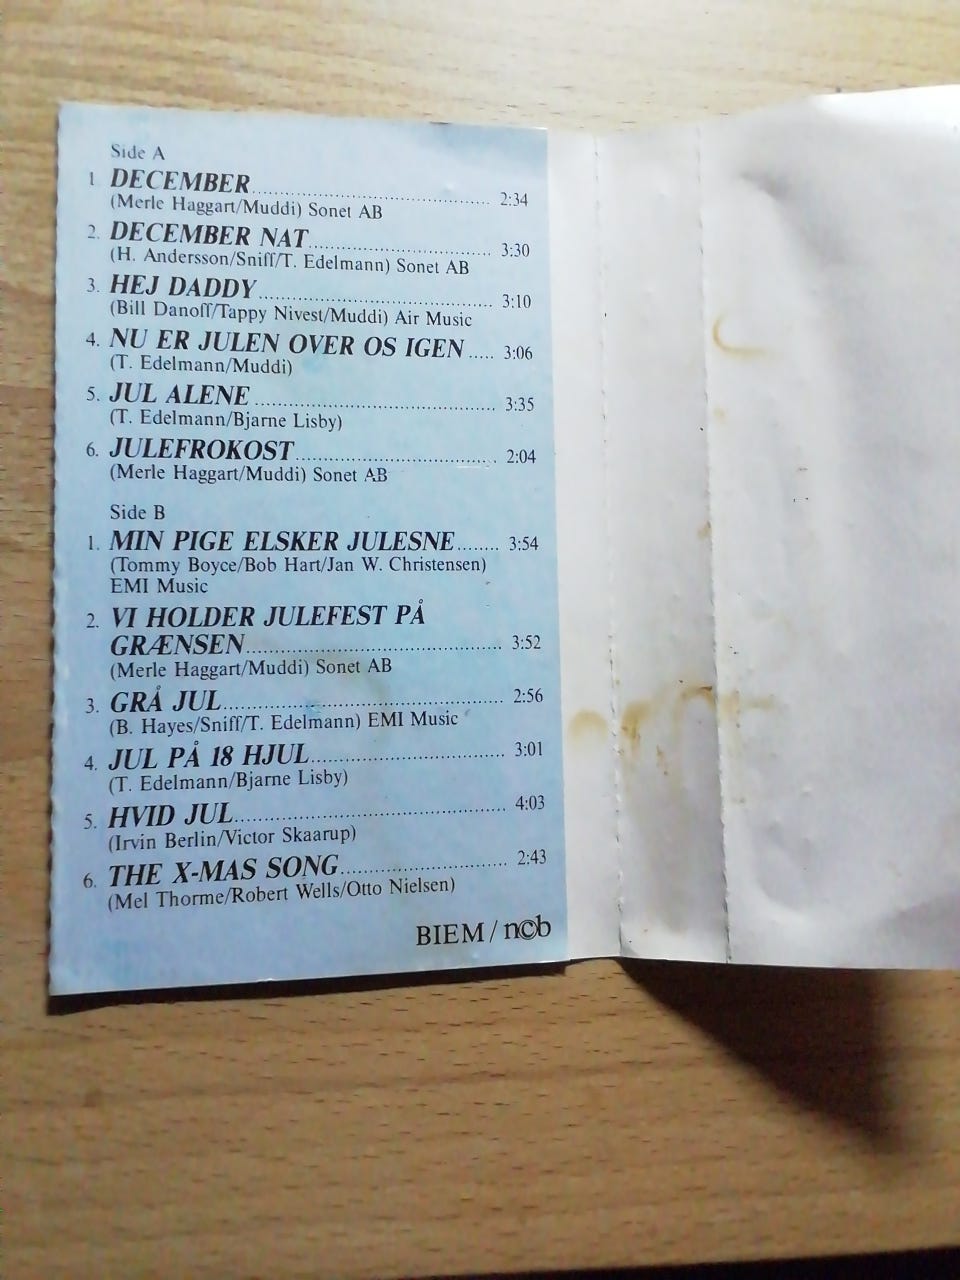 Side A
1. DECEMBER........ 2:34
(Merle Haggart/Muddi) Sonet AB
2. DECEMBER NAT........ 3:30
(H. Andersson/Sniff/T. Edelmann) Sonet AB
3. HEJ DADDY........ 3:10
(Bill Danoff/Tappy Nivest/Muddi) Air Music
4. NU ER JULEN OVER OS IGEN..... 3:06
(T. Edelmann/Muddi)
5. JUL ALENE........ 3:35
(T. Edelmann/Bjarne Lisby)
6. JULEFROKOST........ 2:04
(Merle Haggart/Muddi) Sonet AB
Side B
1. MIN PIGE ELSKER JULESNE........ 3:54
(Tommy Boyce/Bob Hart/Jan W. Christensen)
EMI Music
2. VI HOLDER JULEFEST PÅ
GRÆNSEN........ 3:52
(Merle Haggart/Muddi) Sonet AB
3. GRÅ JUL........ 2:56
(B. Hayes/Sniff/T. Edelmann) EMI Music
4. JUL PÅ 18 HJUL........ 3:01
(T. Edelmann/Bjarne Lisby)
5. HVID JUL........ 4:03
(Irvin Berlin/Victor Skaarup)
6. THE X-MAS SONG........ 2:43
(Mel Thorme/Robert Wells/Otto Nielsen)
BIEM / n©b